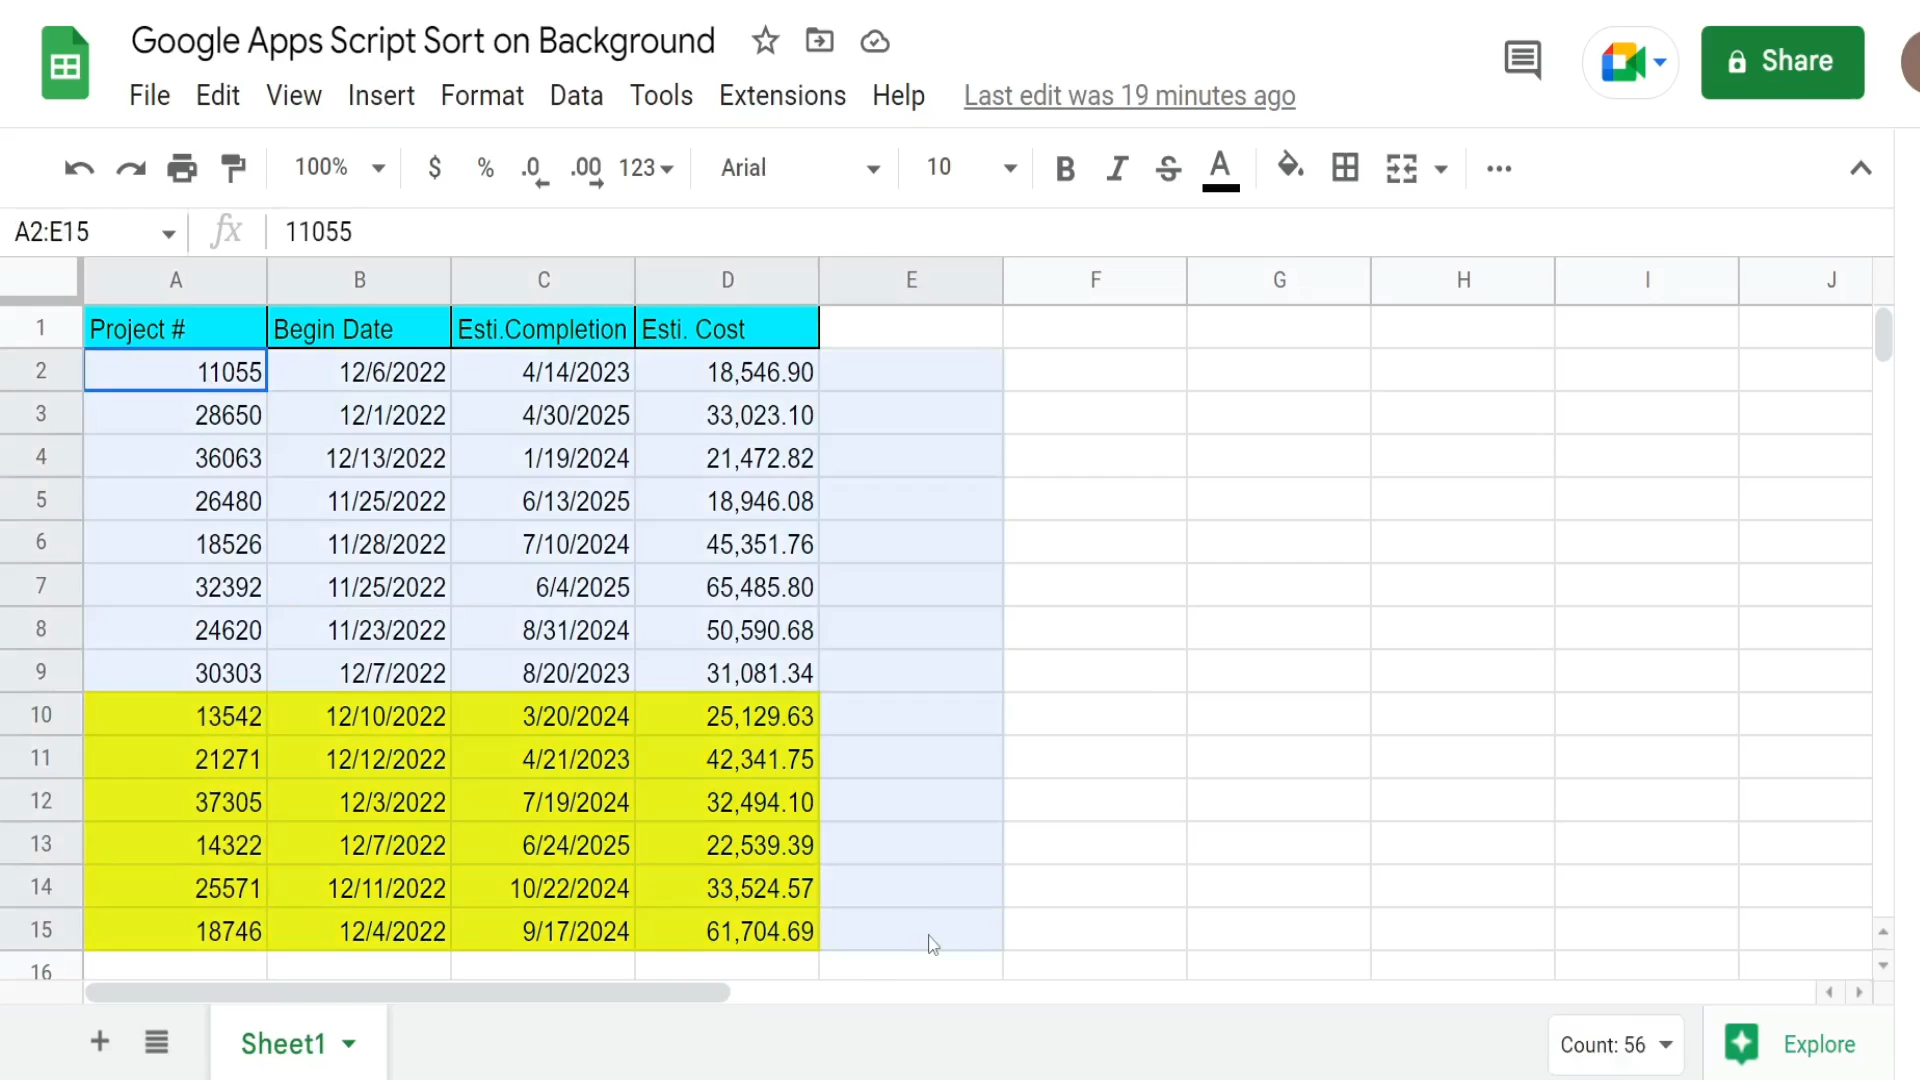 Google Apps Script Sort on Background
File Edit View Insert Format Data Tools Extensions Help Last edit was 19 minutes ago
Share
100% $ % .0 .00 123 Arial 10 B I S A
A2:E15 fx 11055
A B C D E F G H I J
1 Project # Begin Date Esti.Completion Esti. Cost
2 11055 12/6/2022 4/14/2023 18,546.90
3 28650 12/1/2022 4/30/2025 33,023.10
4 36063 12/13/2022 1/19/2024 21,472.82
5 26480 11/25/2022 6/13/2025 18,946.08
6 18526 11/28/2022 7/10/2024 45,351.76
7 32392 11/25/2022 6/4/2025 65,485.80
8 24620 11/23/2022 8/31/2024 50,590.68
9 30303 12/7/2022 8/20/2023 31,081.34
10 13542 12/10/2022 3/20/2024 25,129.63
11 21271 12/12/2022 4/21/2023 42,341.75
12 37305 12/3/2022 7/19/2024 32,494.10
13 14322 12/7/2022 6/24/2025 22,539.39
14 25571 12/11/2022 10/22/2024 33,524.57
15 18746 12/4/2022 9/17/2024 61,704.69
16
Sheet1 Count: 56 Explore